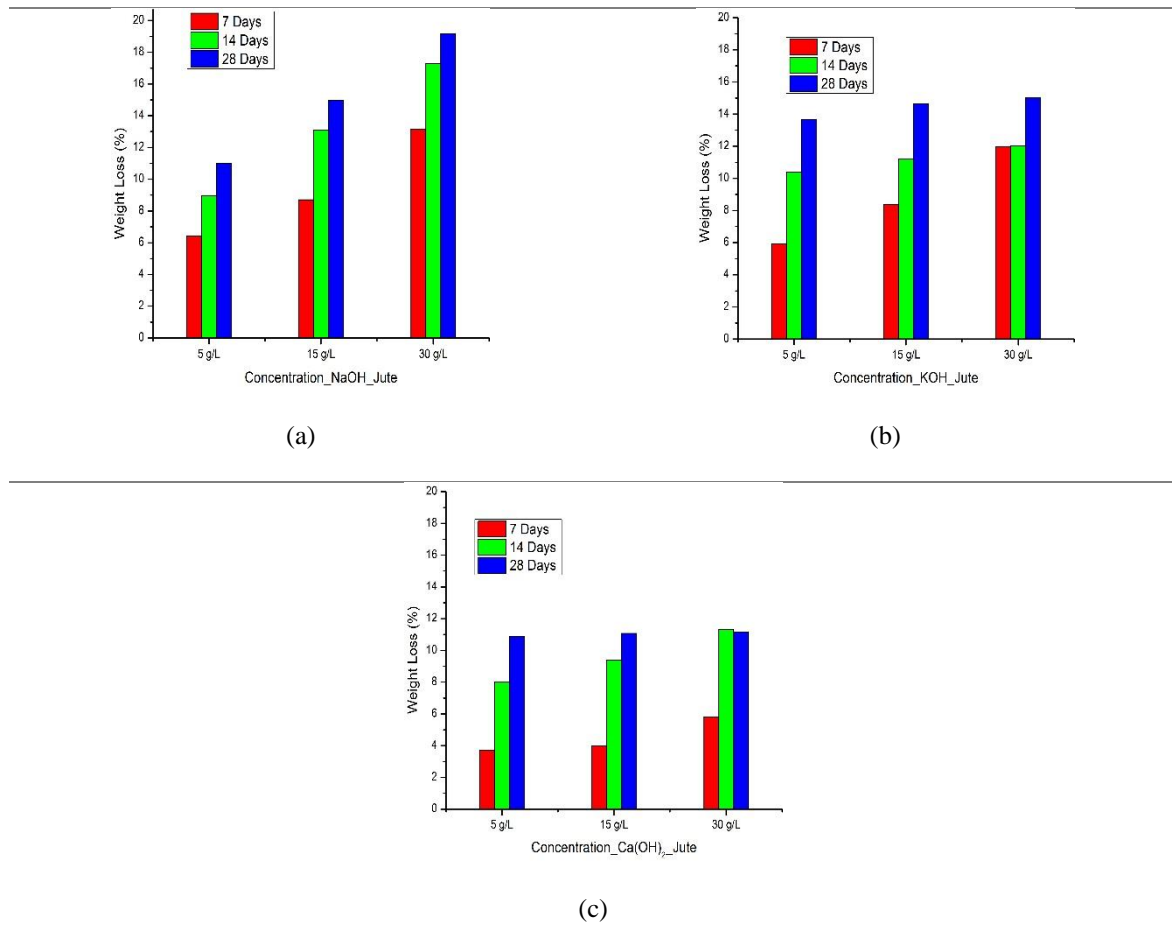 20
18
16
14
12
10
8
6
4
2
0
Weight Loss (%)
7 Days
14 Days
28 Days
5 g/L 15 g/L 30 g/L
Concentration_NaOH_Jute
(a)
20
18
16
14
12
10
8
6
4
2
0
Weight Loss (%)
7 Days
14 Days
28 Days
5 g/L 15 g/L 30 g/L
Concentration_KOH_Jute
(b)
20
18
16
14
12
10
8
6
4
2
0
Weight Loss (%)
7 Days
14 Days
28 Days
5 g/L 15 g/L 30 g/L
Concentration_Ca(OH)₂_Jute
(c)